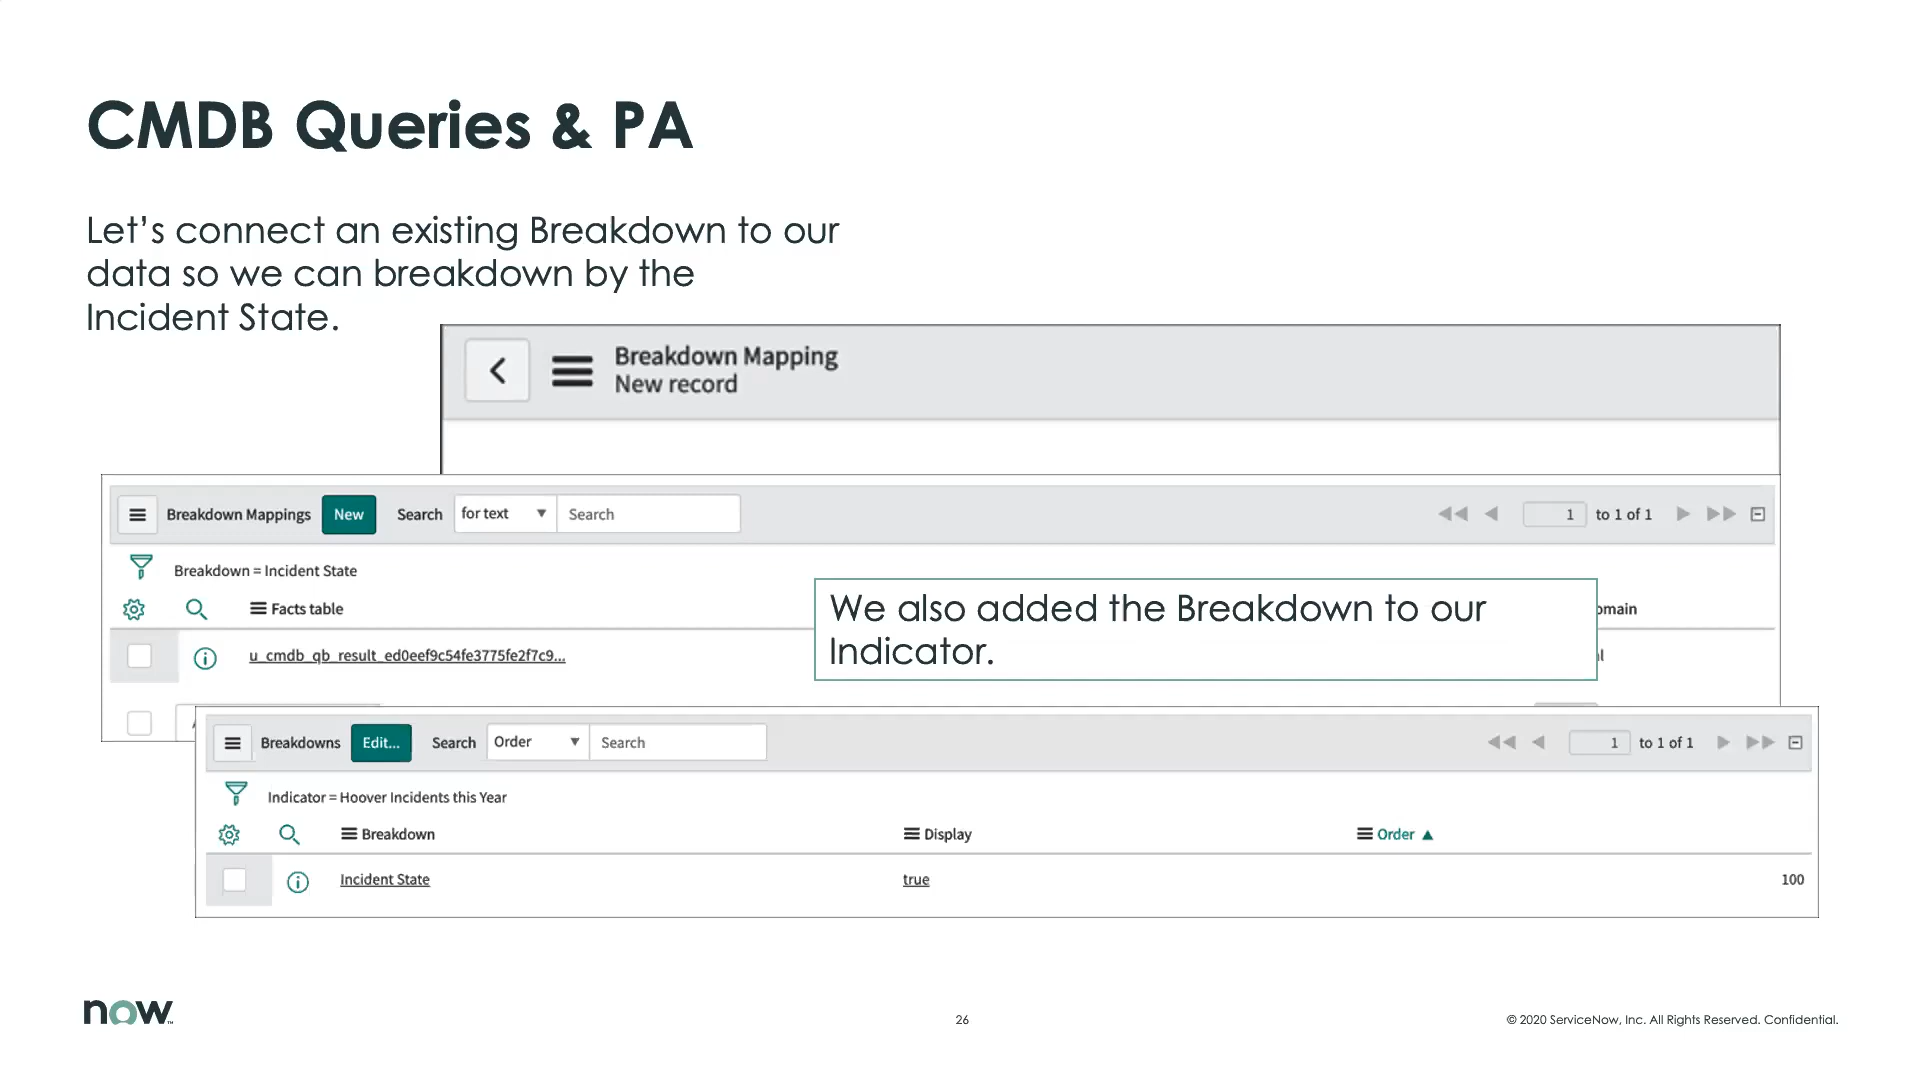 CMDB Queries & PA
Let’s connect an existing Breakdown to our
data so we can breakdown by the
Incident State.
Breakdown Mapping
New record
Breakdown Mappings New Search for text Search 1 to 1 of 1
Breakdown = Incident State
Facts table
We also added the Breakdown to our
Indicator.
u_cmdb_qb_result_ed0eef9c54fe3775fe2f7c9...
Breakdowns Edit... Search Order Search 1 to 1 of 1
Indicator = Hoover Incidents this Year
Breakdown Display Order
Incident State true 100
now
26
© 2020 ServiceNow, Inc. All Rights Reserved. Confidential.